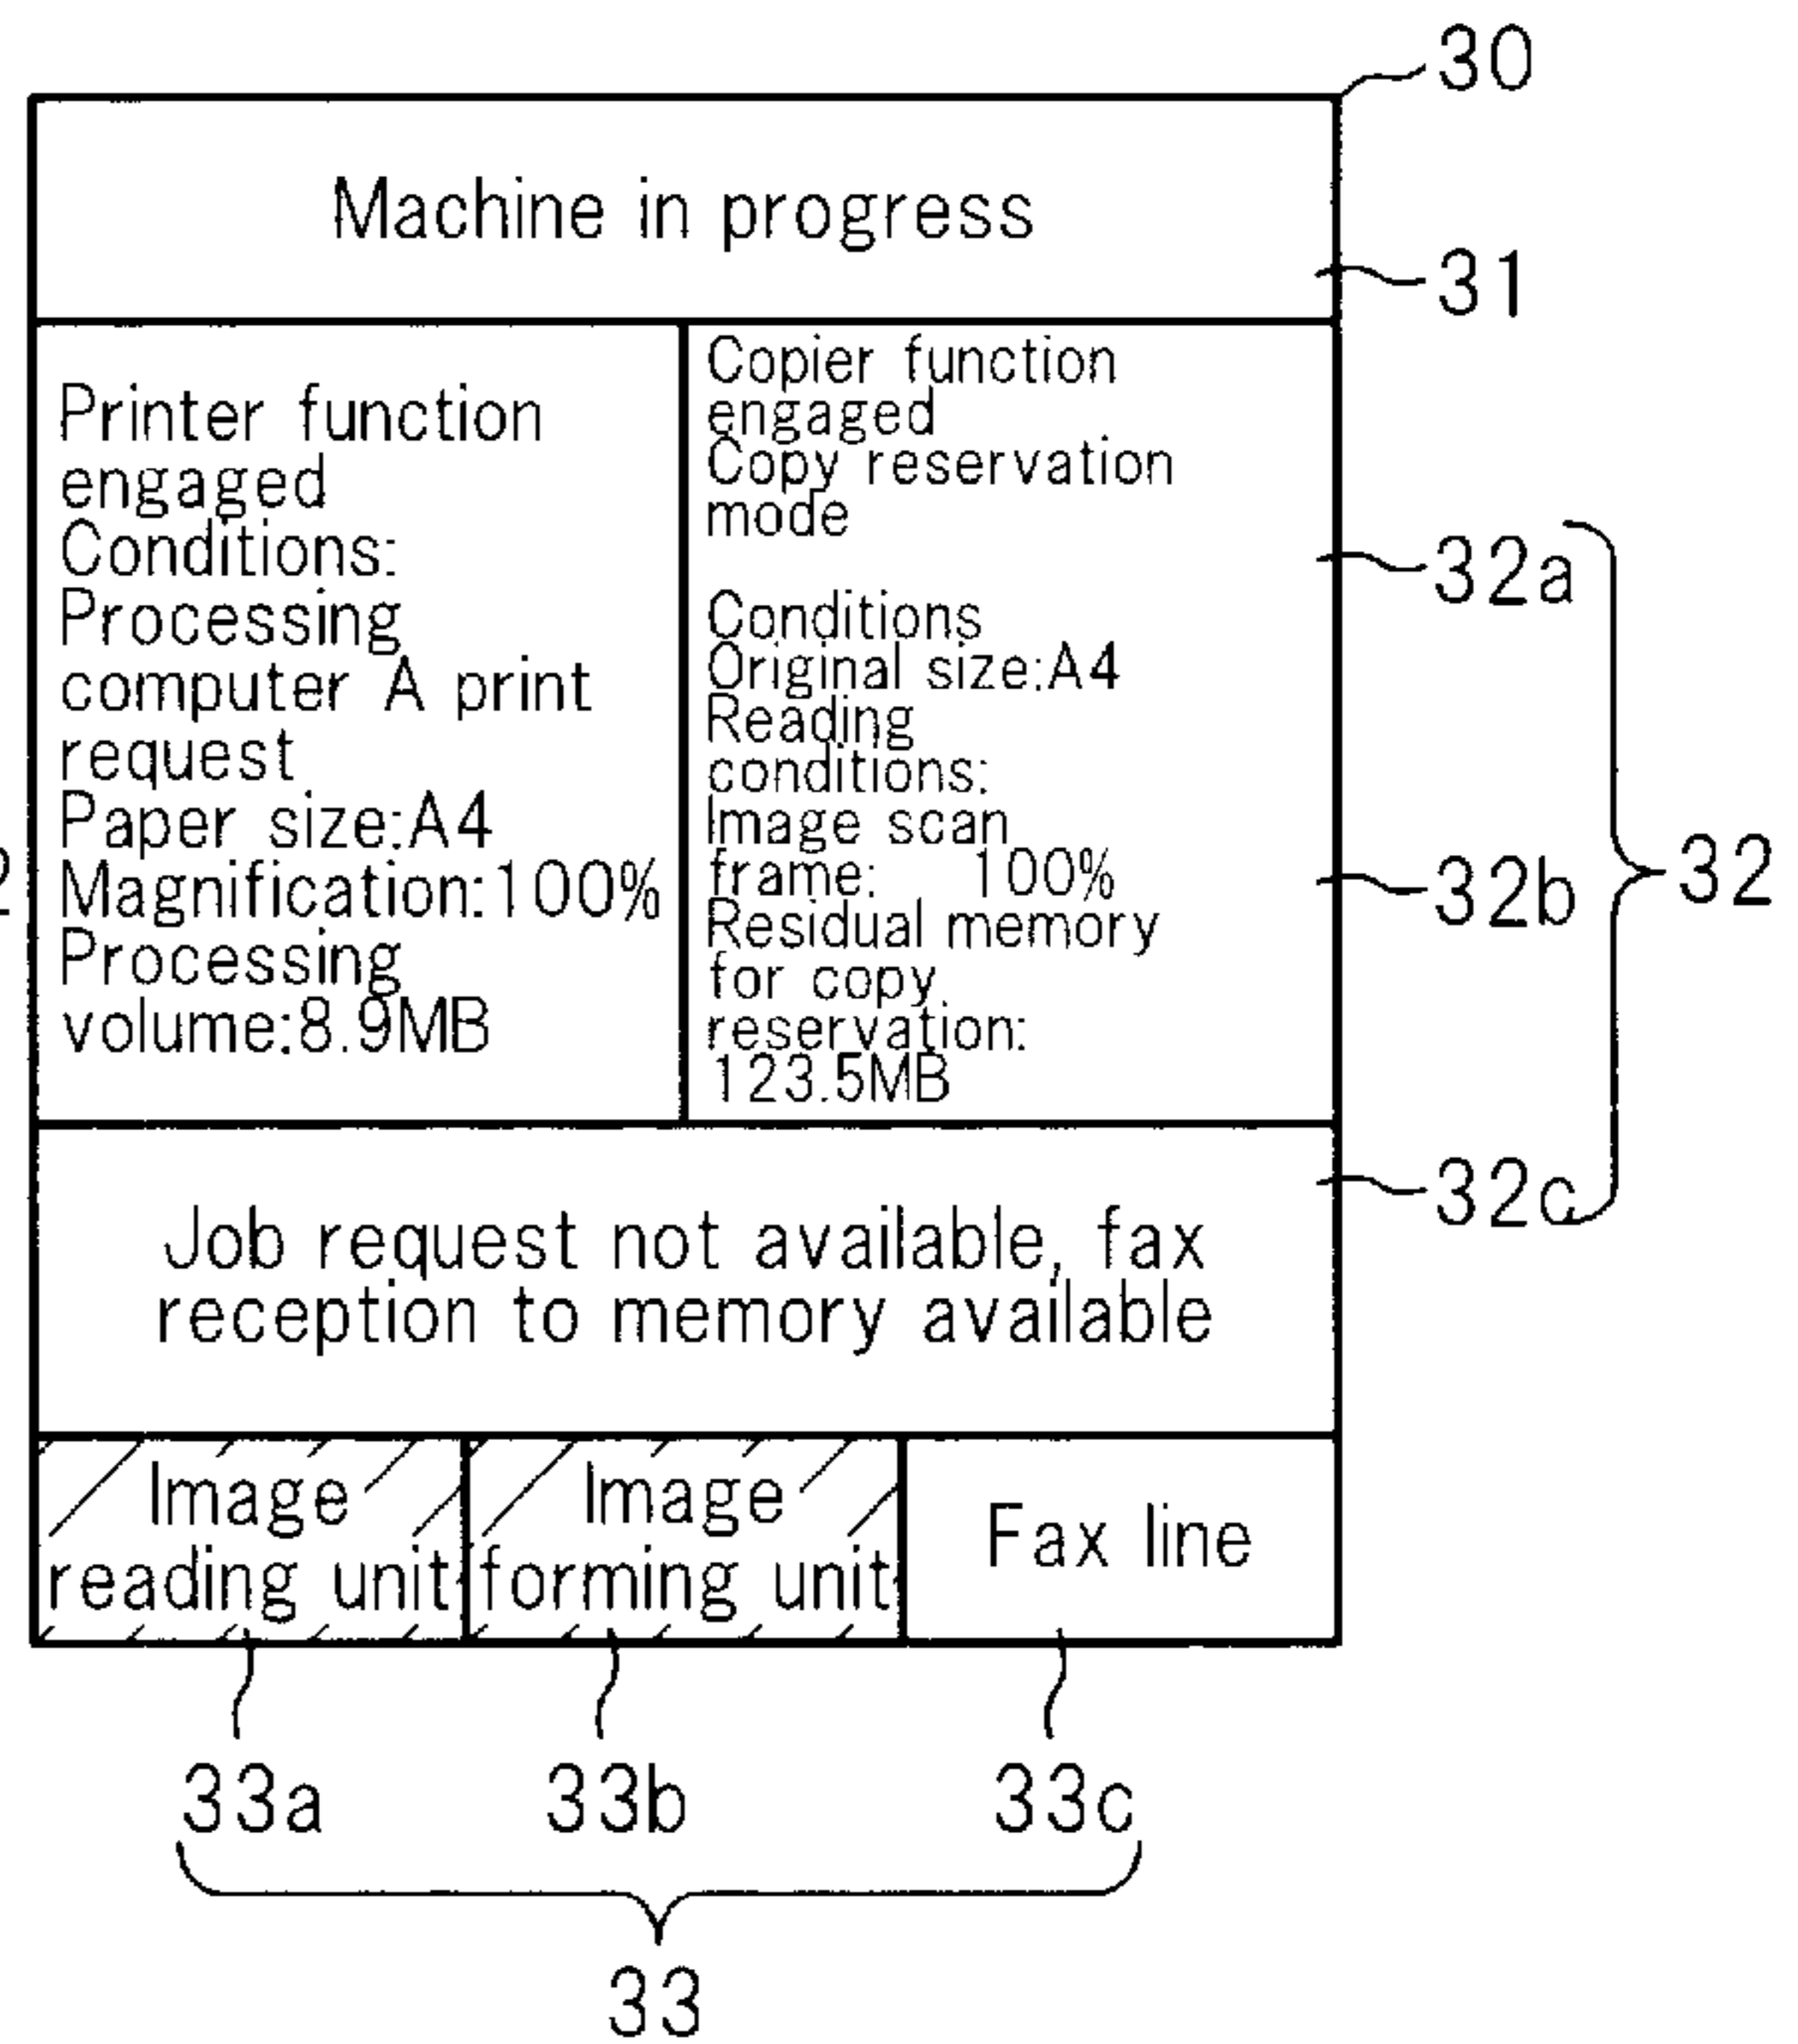 30
Machine in progress
31
Printer function
engaged
Conditions:
Processing
computer A print
request
Paper size:A4
Magnification:100%
Processing
volume:8.9MB
Copier function
engaged
Copy reservation
mode
Conditions
Original size:A4
Reading
conditions:
Image scan
frame: 100%
Residual memory
for copy
reservation:
123.5MB
32a
32b
32
32c
Job request not available, fax
reception to memory available
Image
reading unit
Image
forming unit
Fax line
33a
33b
33c
33